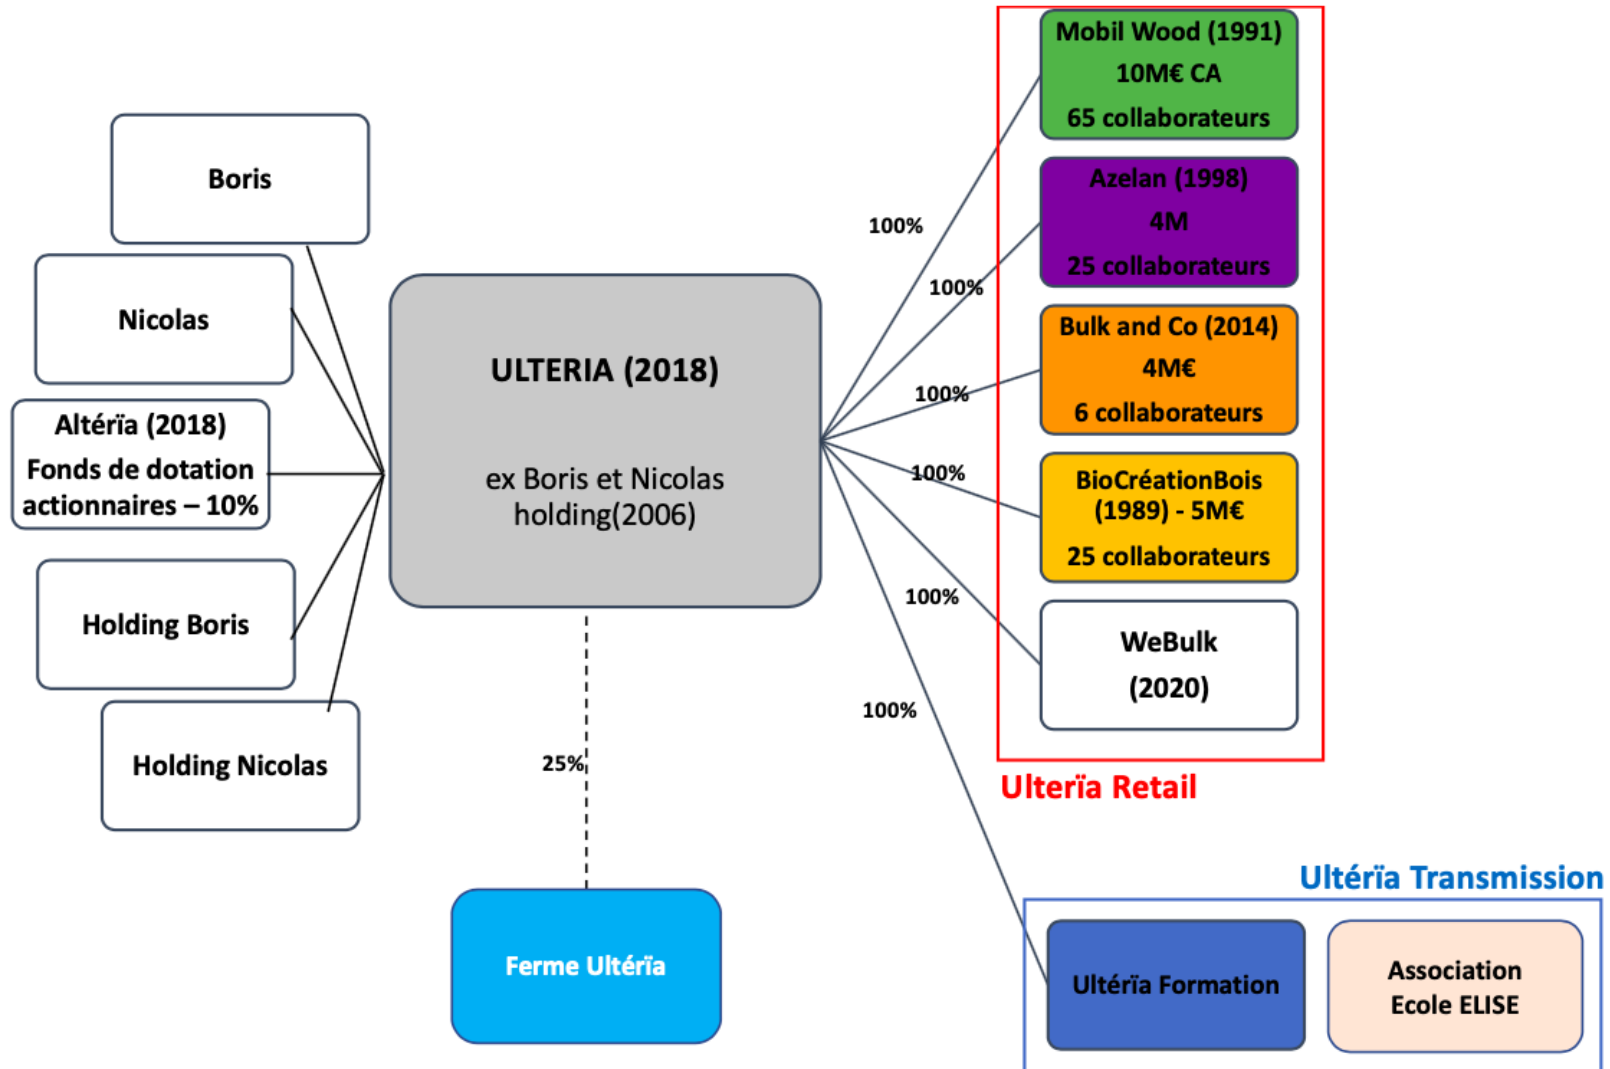 Boris
Nicolas
Altérïa (2018)
Fonds de dotation
actionnaires – 10%
Holding Boris
Holding Nicolas
ULTERIA (2018)
ex Boris et Nicolas
holding(2006)
25%
Ferme Ultérïa
100%
100%
100%
100%
100%
100%
Mobil Wood (1991)
10M€ CA
65 collaborateurs
Azelan (1998)
4M
25 collaborateurs
Bulk and Co (2014)
4M€
6 collaborateurs
BioCréationBois
(1989) - 5M€
25 collaborateurs
WeBulk
(2020)
Ulterïa Retail
Ultérïa Transmission
Ultérïa Formation
Association
Ecole ELISE